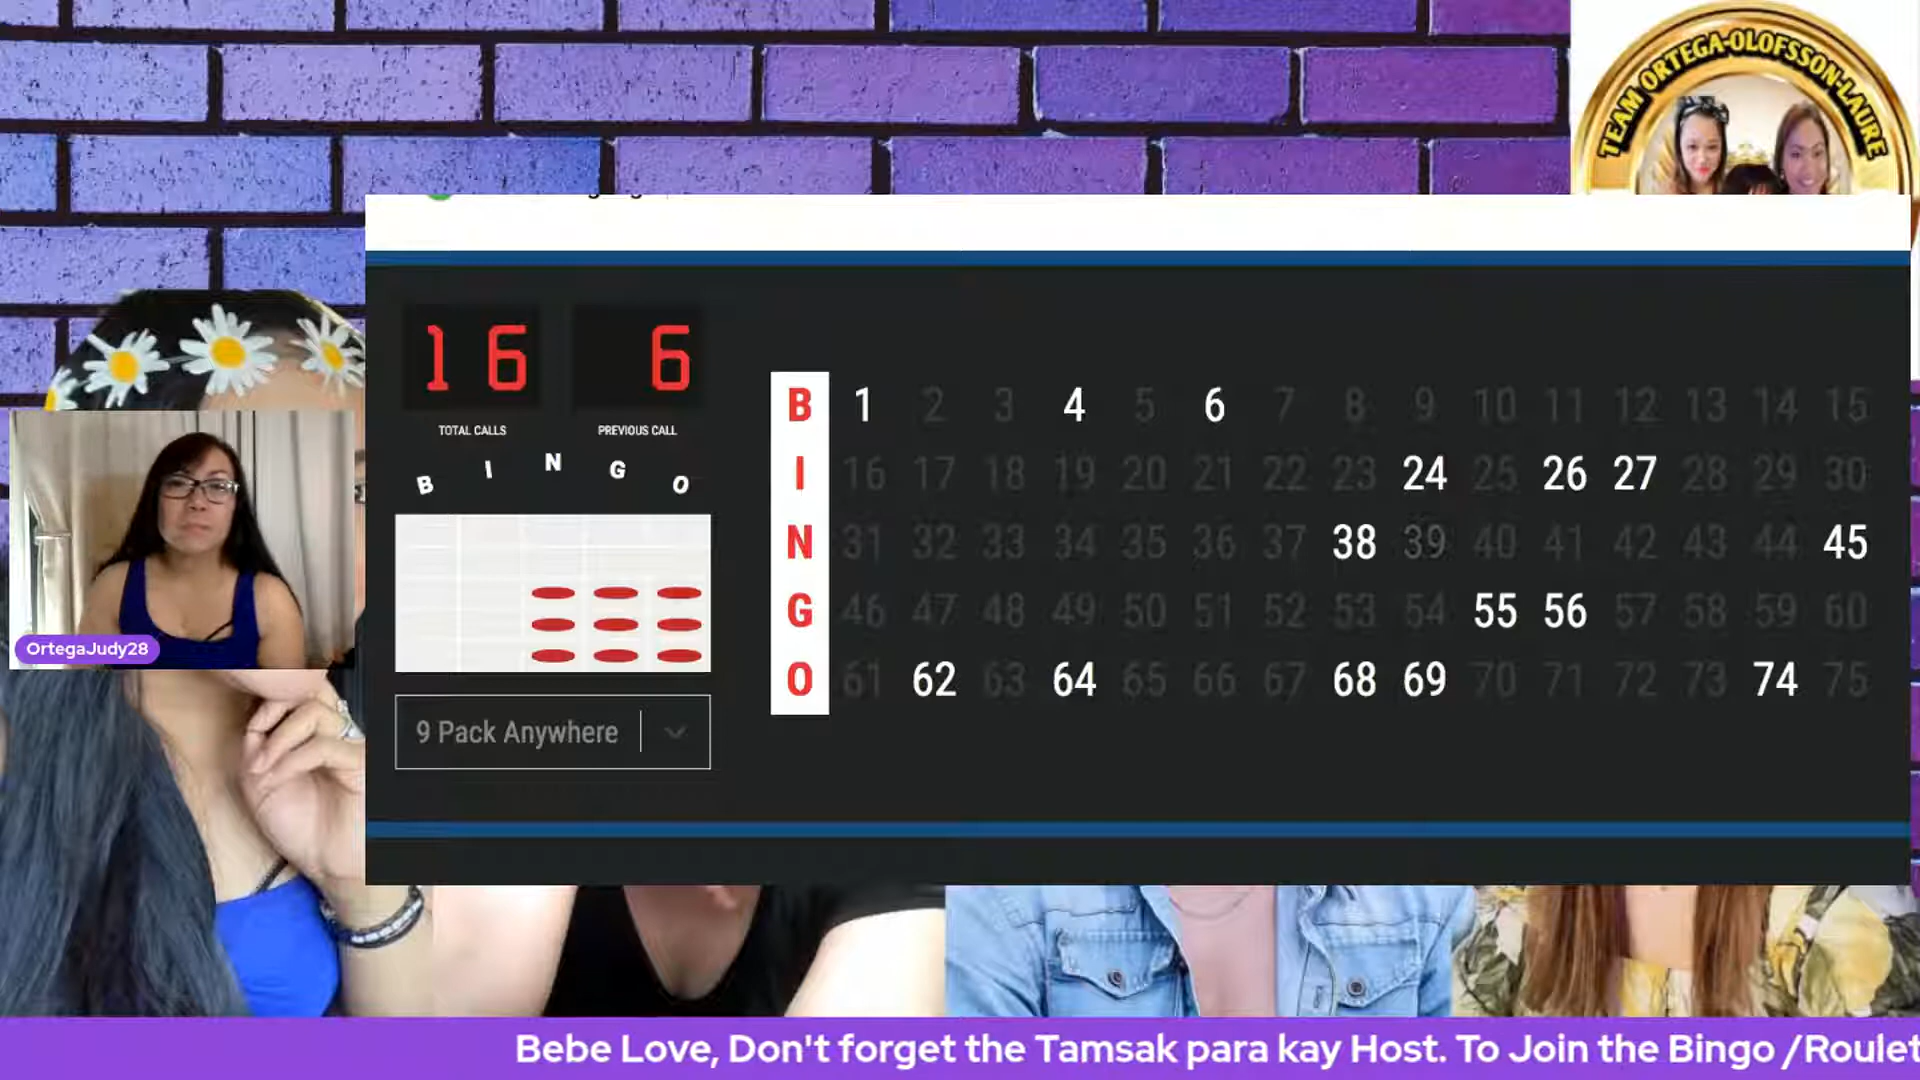 TEAM ORTEGA-OLOFSSON-LAURE
16 6
TOTAL CALLS PREVIOUS CALL
B I N G O
9 Pack Anywhere
B 1 2 3 4 5 6 7 8 9 10 11 12 13 14 15
I 16 17 18 19 20 21 22 23 24 25 26 27 28 29 30
N 31 32 33 34 35 36 37 38 39 40 41 42 43 44 45
G 46 47 48 49 50 51 52 53 54 55 56 57 58 59 60
O 61 62 63 64 65 66 67 68 69 70 71 72 73 74 75
OrtegaJudy28
Bebe Love, Don't forget the Tamsak para kay Host. To Join the Bingo /Roulet